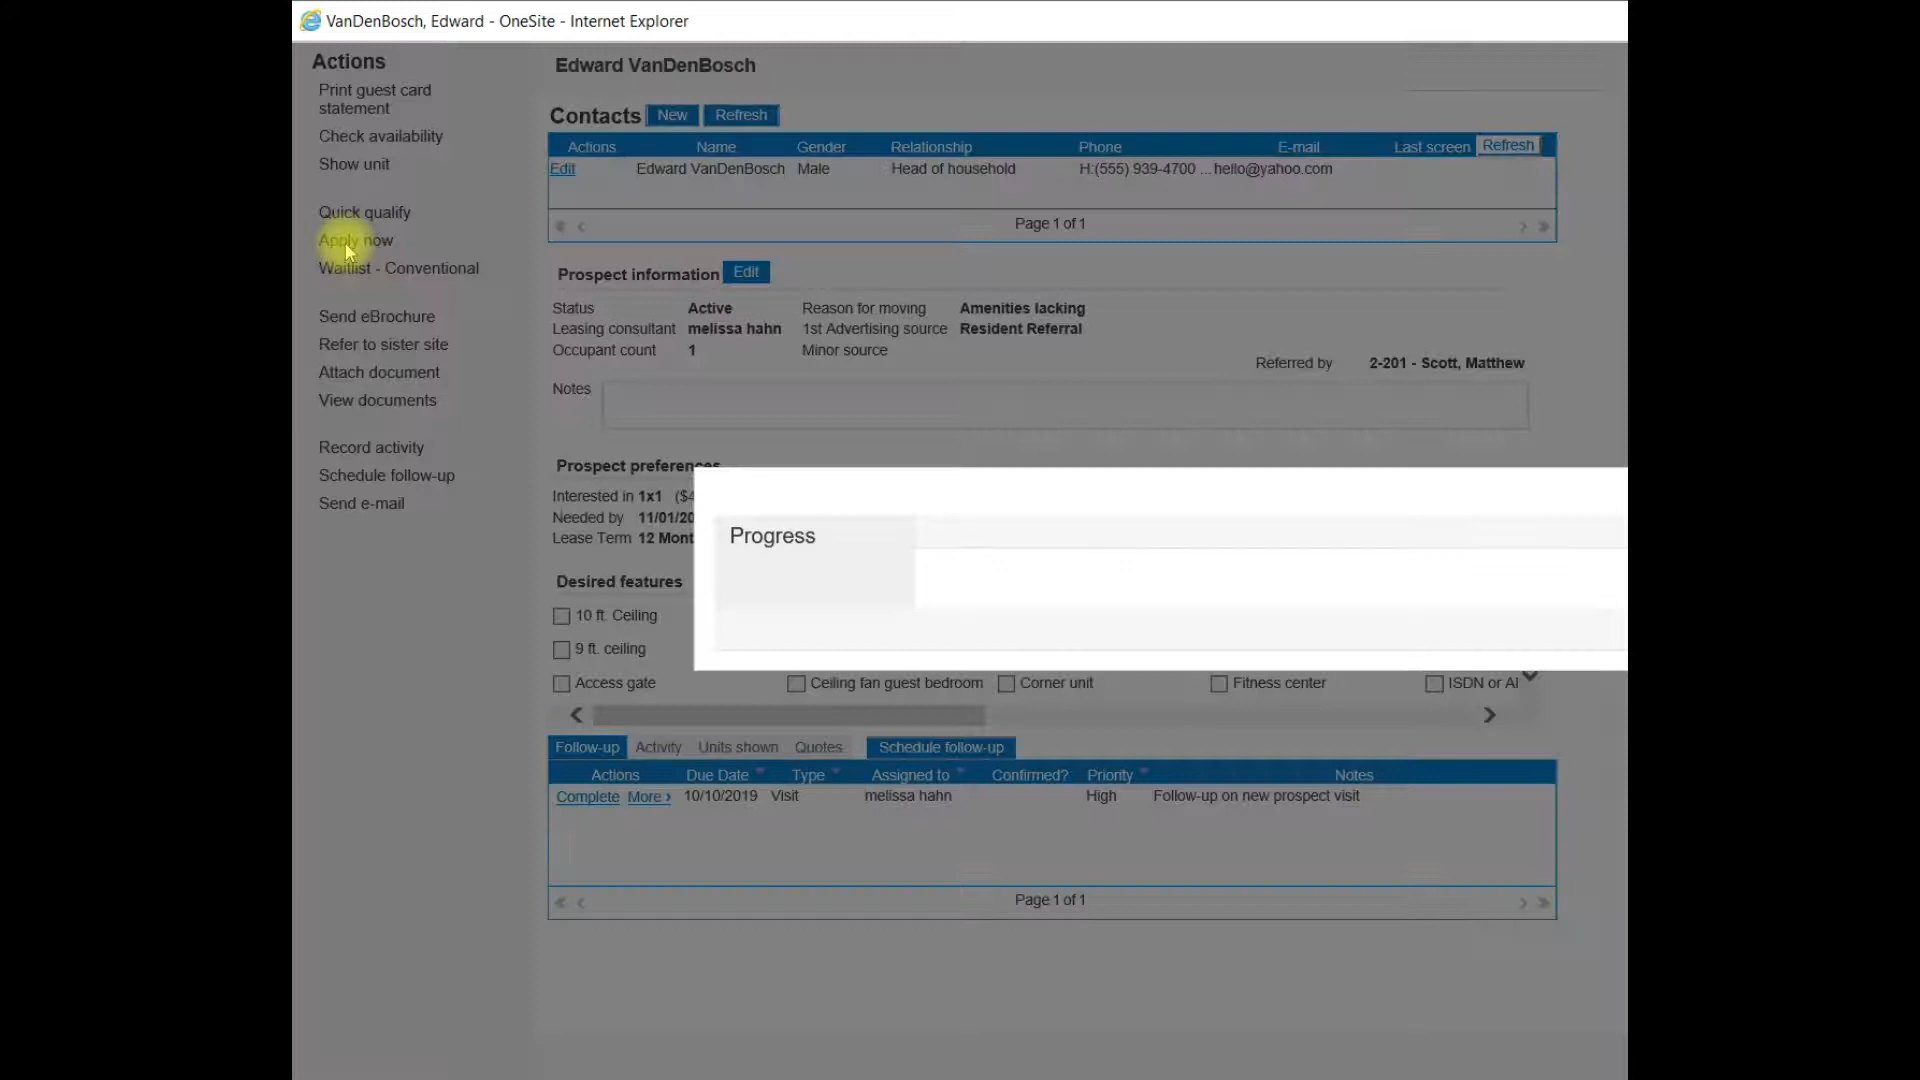 VanDenBosch, Edward - OneSite - Internet Explorer
Actions
Print guest card
statement
Check availability
Show unit
Quick qualify
Apply now
Waitlist - Conventional
Send eBrochure
Refer to sister site
Attach document
View documents
Record activity
Schedule follow-up
Send e-mail
Edward VanDenBosch
Contacts New Refresh
Actions Name Gender Relationship Phone E-mail Last screen Refresh
Edit Edward VanDenBosch Male Head of household H:(555) 939-4700 ... hello@yahoo.com
Page 1 of 1
Prospect information Edit
Status Active Reason for moving Amenities lacking
Leasing consultant melissa hahn 1st Advertising source Resident Referral
Occupant count 1 Minor source
Referred by 2-201 - Scott, Matthew
Notes
Prospect preferences
Interested in 1x1 ($4
Needed by 11/01/20
Lease Term 12 Mont
Progress
Desired features
10 ft. Ceiling
9 ft. ceiling
Access gate Ceiling fan guest bedroom Corner unit Fitness center ISDN or Al
Follow-up Activity Units shown Quotes Schedule follow-up
Actions Due Date Type Assigned to Confirmed? Priority Notes
Complete More › 10/10/2019 Visit melissa hahn High Follow-up on new prospect visit
Page 1 of 1